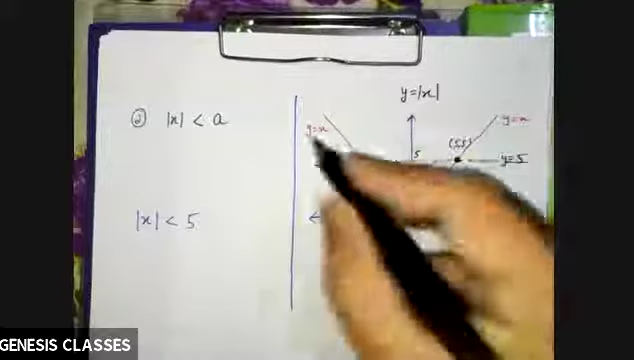 y=|x|
② |x| < a
y=x
y=x
(5,5)
5
y=5
|x| < 5
GENESIS CLASSES